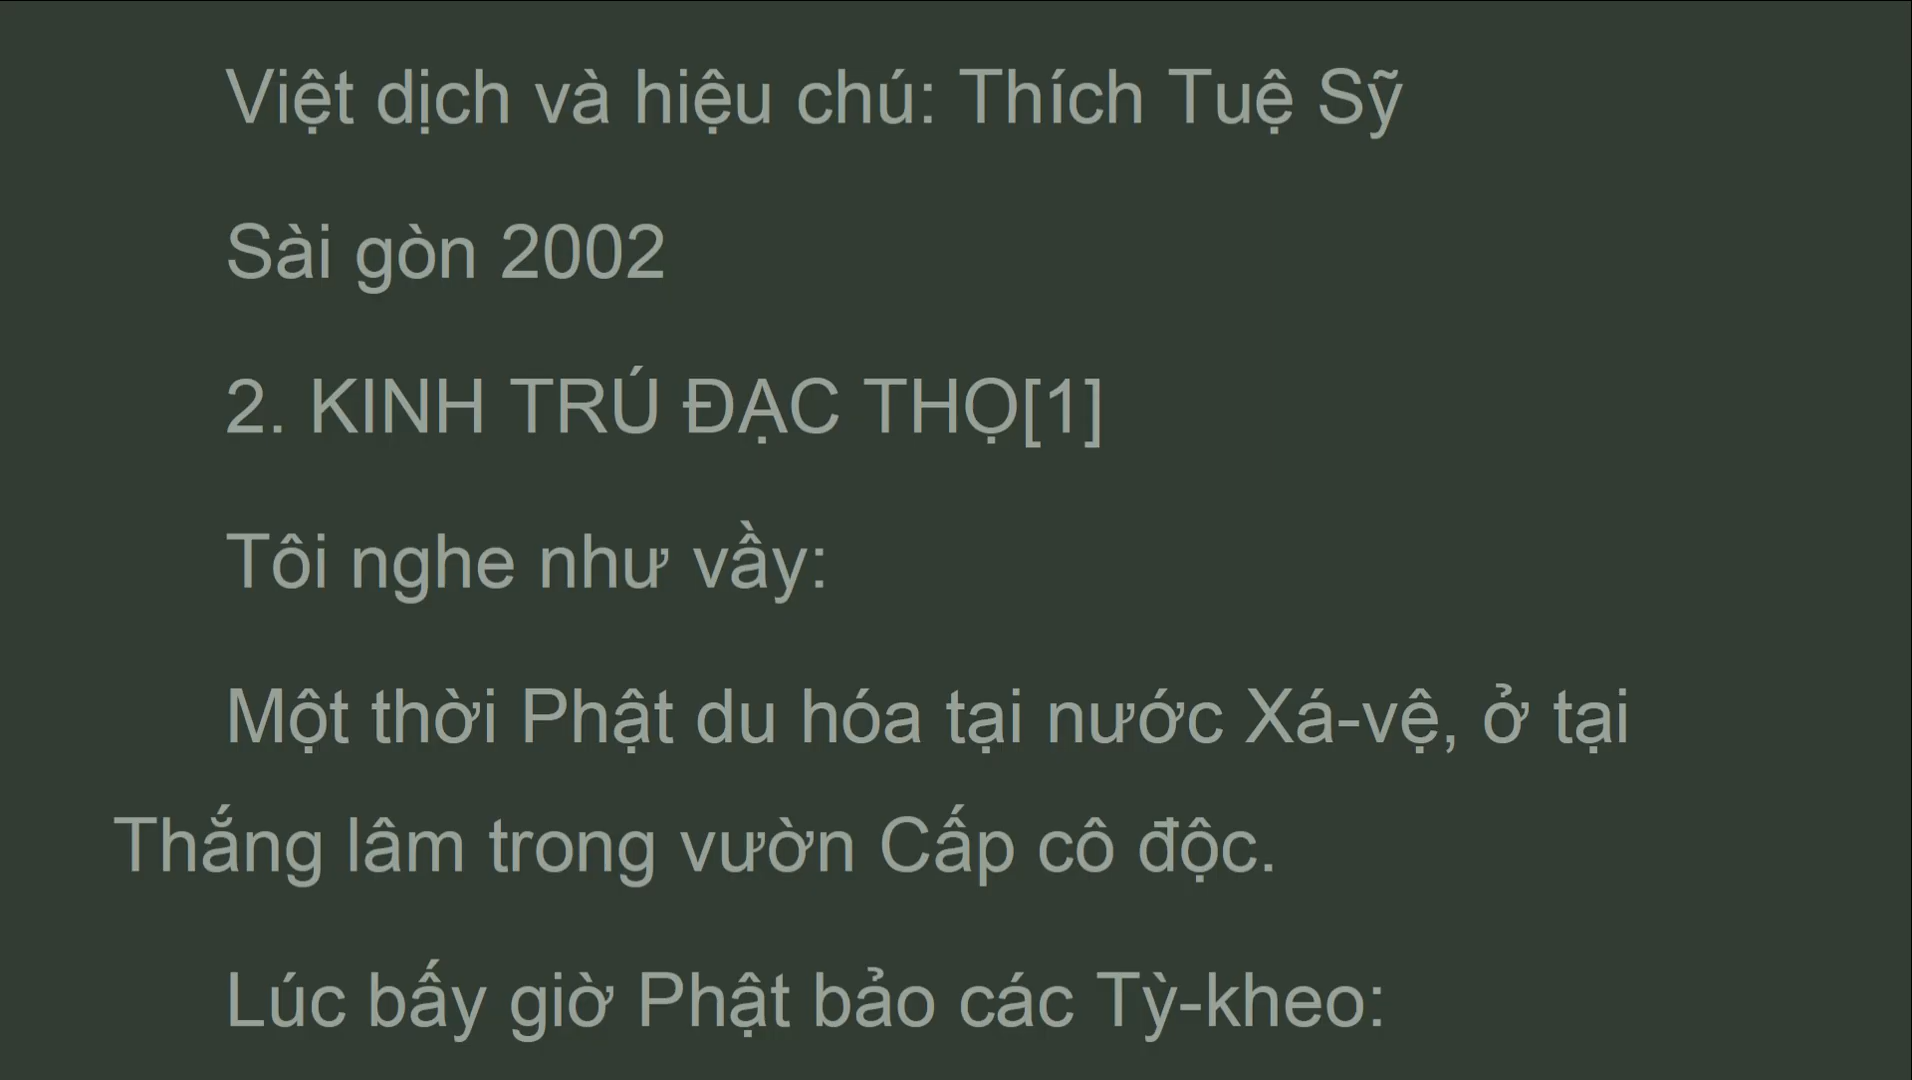 Việt dịch và hiệu chú: Thích Tuệ Sỹ
Sài gòn 2002
2. KINH TRÚ ĐẠC THỌ[1]
Tôi nghe như vầy:
Một thời Phật du hóa tại nước Xá-vệ, ở tại
Thắng lâm trong vườn Cấp cô độc.
Lúc bấy giờ Phật bảo các Tỳ-kheo: